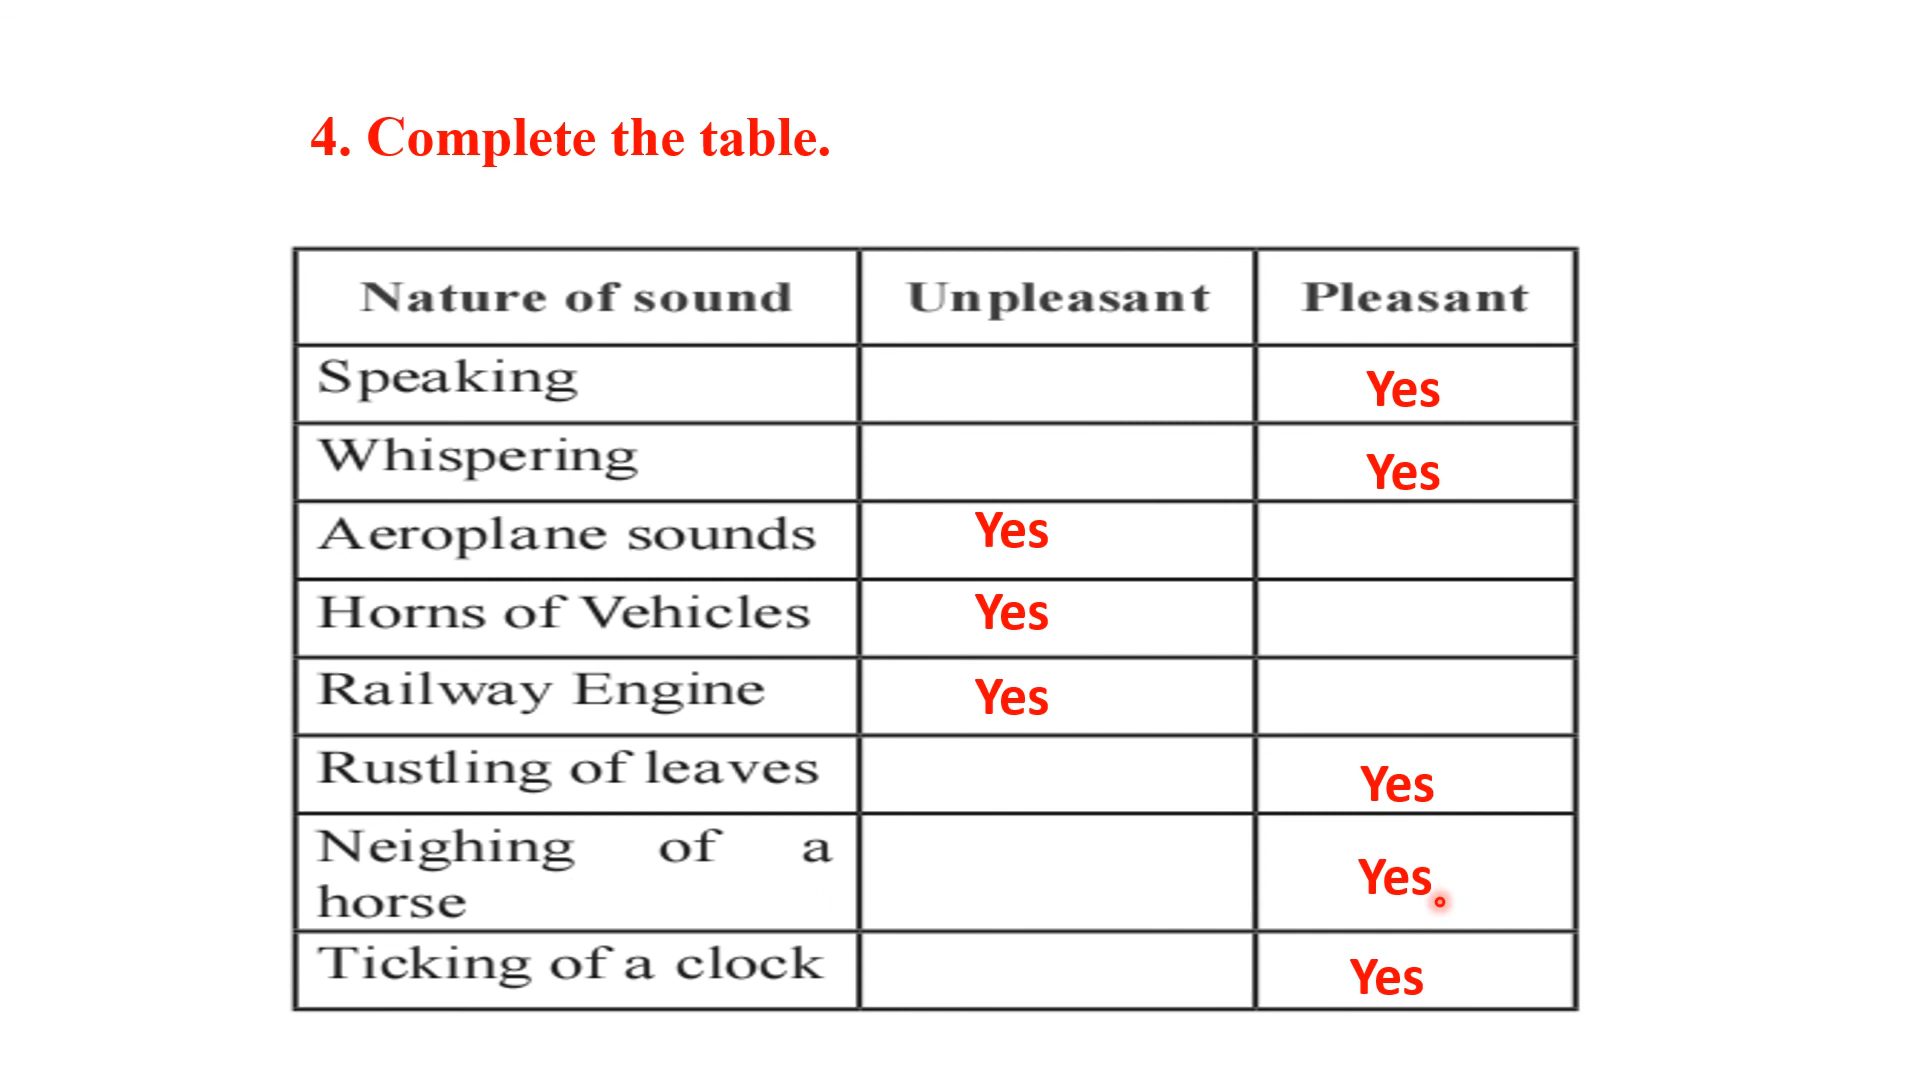 4. Complete the table.
Nature of sound Unpleasant Pleasant
Speaking Yes
Whispering Yes
Aeroplane sounds Yes
Horns of Vehicles Yes
Railway Engine Yes
Rustling of leaves Yes
Neighing of a
horse Yes
Ticking of a clock Yes